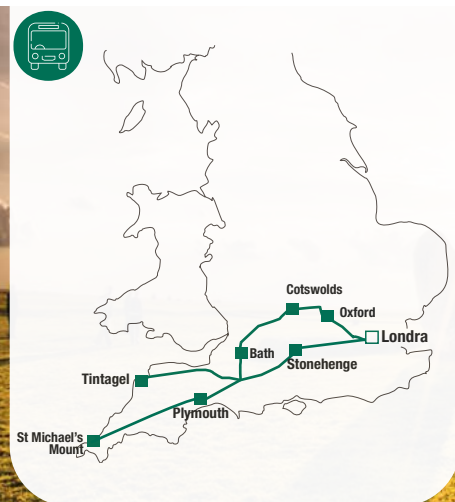 Cotswolds
Oxford
Londra
Bath
Stonehenge
Tintagel
Plymouth
St Michael's
Mount